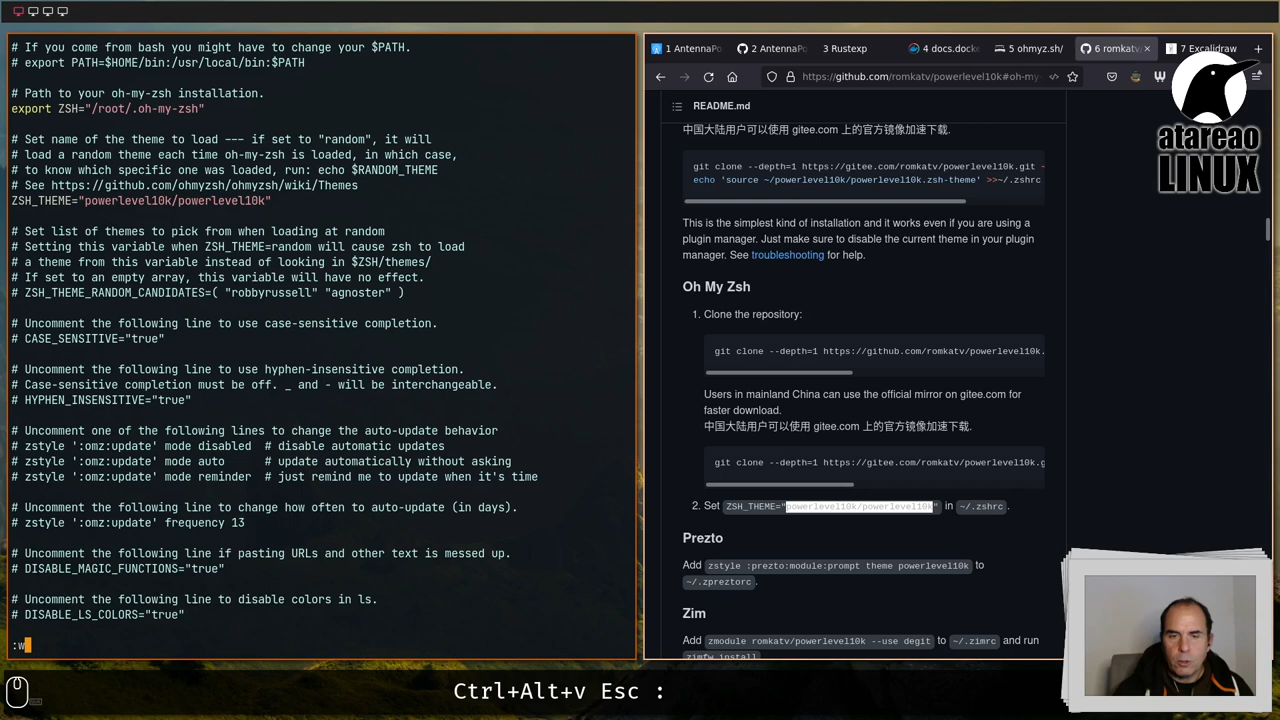 # If you come from bash you might have to change your $PATH.
# export PATH=$HOME/bin:/usr/local/bin:$PATH
# Path to your oh-my-zsh installation.
export ZSH="/root/.oh-my-zsh"
# Set name of the theme to load --- if set to "random", it will
# load a random theme each time oh-my-zsh is loaded, in which case,
# to know which specific one was loaded, run: echo $RANDOM_THEME
# See https://github.com/ohmyzsh/ohmyzsh/wiki/Themes
ZSH_THEME="powerlevel10k/powerlevel10k"
# Set list of themes to pick from when loading at random
# Setting this variable when ZSH_THEME=random will cause zsh to load
# a theme from this variable instead of looking in $ZSH/themes/
# If set to an empty array, this variable will have no effect.
# ZSH_THEME_RANDOM_CANDIDATES=( "robbyrussell" "agnoster" )
# Uncomment the following line to use case-sensitive completion.
# CASE_SENSITIVE="true"
# Uncomment the following line to use hyphen-insensitive completion.
# Case-sensitive completion must be off. _ and - will be interchangeable.
# HYPHEN_INSENSITIVE="true"
# Uncomment one of the following lines to change the auto-update behavior
# zstyle ':omz:update' mode disabled  # disable automatic updates
# zstyle ':omz:update' mode auto      # update automatically without asking
# zstyle ':omz:update' mode reminder  # just remind me to update when it's time
# Uncomment the following line to change how often to auto-update (in days).
# zstyle ':omz:update' frequency 13
# Uncomment the following line if pasting URLs and other text is messed up.
# DISABLE_MAGIC_FUNCTIONS="true"
# Uncomment the following line to disable colors in ls.
# DISABLE_LS_COLORS="true"
:w
1 AntennaPo 2 AntennaPo 3 Rustexp 4 docs.docke 5 ohmyz.sh/ 6 romkatv/ 7 Excalidraw
https://github.com/romkatv/powerlevel10k#oh-my-
atareao
LINUX
README.md
中国大陆用户可以使用 gitee.com 上的官方镜像加速下载.
git clone --depth=1 https://gitee.com/romkatv/powerlevel10k.git ~
echo 'source ~/powerlevel10k/powerlevel10k.zsh-theme' >>~/.zshrc
This is the simplest kind of installation and it works even if you are using a
plugin manager. Just make sure to disable the current theme in your plugin
manager. See troubleshooting for help.
Oh My Zsh
1. Clone the repository:
git clone --depth=1 https://github.com/romkatv/powerlevel10k.
Users in mainland China can use the official mirror on gitee.com for
faster download.
中国大陆用户可以使用 gitee.com 上的官方镜像加速下载.
git clone --depth=1 https://gitee.com/romkatv/powerlevel10k.g
2. Set ZSH_THEME="powerlevel10k/powerlevel10k" in ~/.zshrc.
Prezto
Add zstyle :prezto:module:prompt theme powerlevel10k to
~/.zpreztorc.
Zim
Add zmodule romkatv/powerlevel10k --use degit to ~/.zimrc and run
zimfw install
Ctrl+Alt+v Esc :